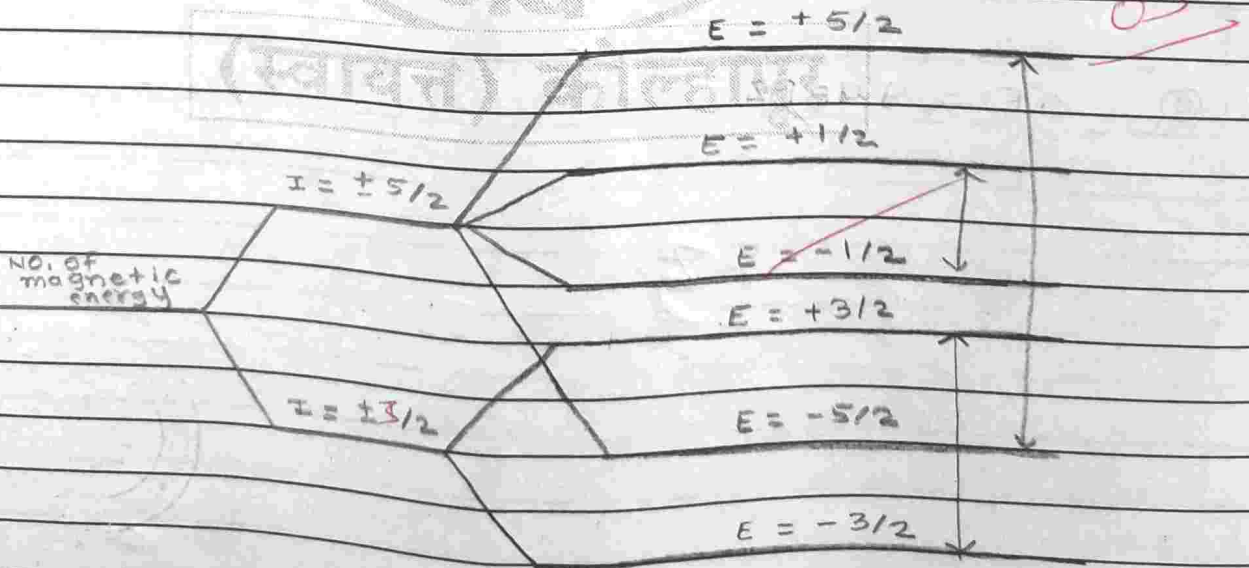 E = +5/2
(स्वायत्त) कोल्हापूर
E = +1/2
I = ±5/2
E = -1/2
NO. of
magnetic
energy
E = +3/2
I = ±3/2
E = -5/2
E = -3/2